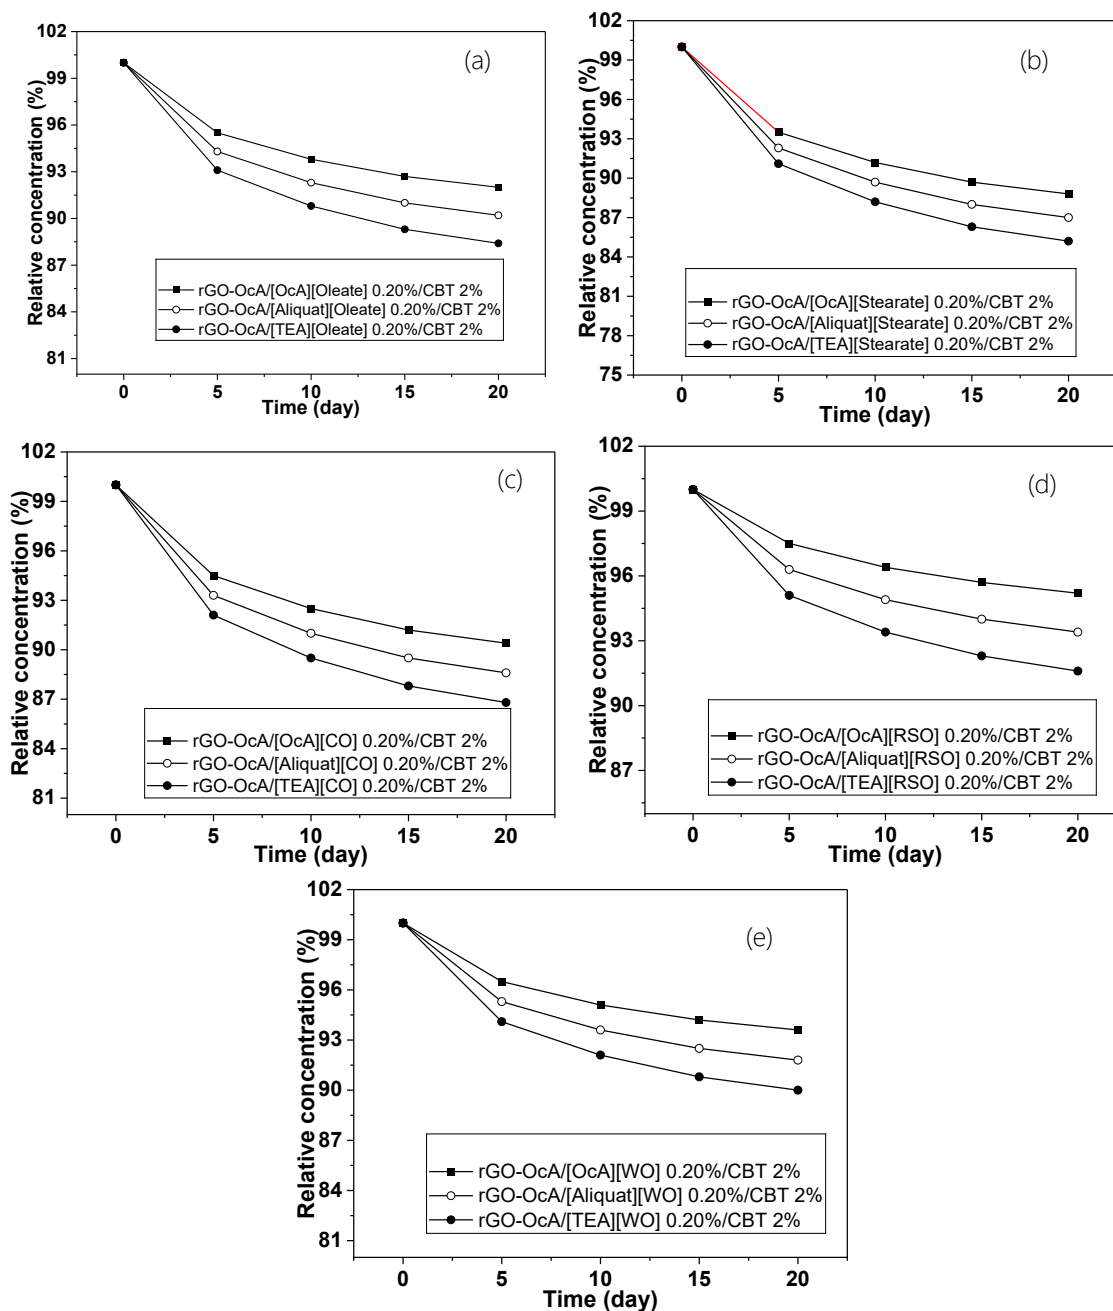 (a)
Relative concentration (%)
102
99
96
93
90
87
84
81
rGO-OcA/[OcA][Oleate] 0.20%/CBT 2%
rGO-OcA/[Aliquat][Oleate] 0.20%/CBT 2%
rGO-OcA/[TEA][Oleate] 0.20%/CBT 2%
0 5 10 15 20
Time (day)
(b)
Relative concentration (%)
102
99
96
93
90
87
84
81
78
75
rGO-OcA/[OcA][Stearate] 0.20%/CBT 2%
rGO-OcA/[Aliquat][Stearate] 0.20%/CBT 2%
rGO-OcA/[TEA][Stearate] 0.20%/CBT 2%
0 5 10 15 20
Time (day)
(c)
Relative concentration (%)
102
99
96
93
90
87
84
81
rGO-OcA/[OcA][CO] 0.20%/CBT 2%
rGO-OcA/[Aliquat][CO] 0.20%/CBT 2%
rGO-OcA/[TEA][CO] 0.20%/CBT 2%
0 5 10 15 20
Time (day)
(d)
Relative concentration (%)
102
99
96
93
90
87
rGO-OcA/[OcA][RSO] 0.20%/CBT 2%
rGO-OcA/[Aliquat][RSO] 0.20%/CBT 2%
rGO-OcA/[TEA][RSO] 0.20%/CBT 2%
0 5 10 15 20
Time (day)
(e)
Relative concentration (%)
102
99
96
93
90
87
84
81
rGO-OcA/[OcA][WO] 0.20%/CBT 2%
rGO-OcA/[Aliquat][WO] 0.20%/CBT 2%
rGO-OcA/[TEA][WO] 0.20%/CBT 2%
0 5 10 15 20
Time (day)